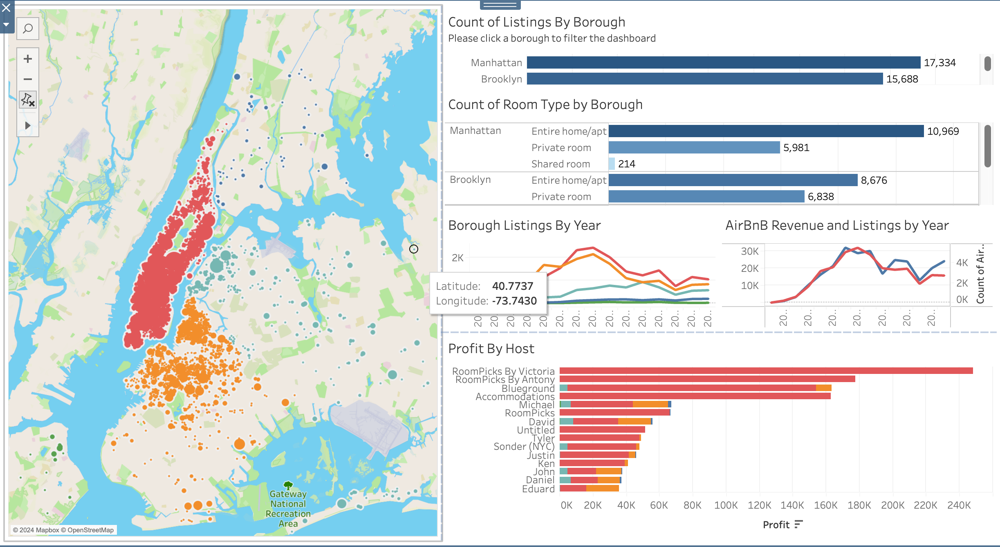 Count of Listings By Borough
Please click a borough to filter the dashboard
Manhattan 17,334
Brooklyn 15,688
Count of Room Type by Borough
Manhattan Entire home/apt 10,969
Private room 5,981
Shared room 214
Brooklyn Entire home/apt 8,676
Private room 6,838
Borough Listings By Year
2K
20.. 20.. 20.. 20.. 20.. 20.. 20.. 20.. 20.. 20.. 20.. 20.. 20.. 20.. 20..
Latitude: 40.7737
Longitude: -73.7430
AirBnB Revenue and Listings by Year
30K
20K
10K
4K
2K
0K
Count of Air..
20.. 20.. 20.. 20.. 20.. 20.. 20..
Profit By Host
RoomPicks By Victoria
RoomPicks By Antony
Blueground
Accommodations
Michael
RoomPicks
David
Untitled
Tyler
Sonder (NYC)
Justin
Ken
John
Daniel
Eduard
0K 20K 40K 60K 80K 100K 120K 140K 160K 180K 200K 220K 240K
Profit
Gateway
National
Recreation
Area
© 2024 Mapbox © OpenStreetMap